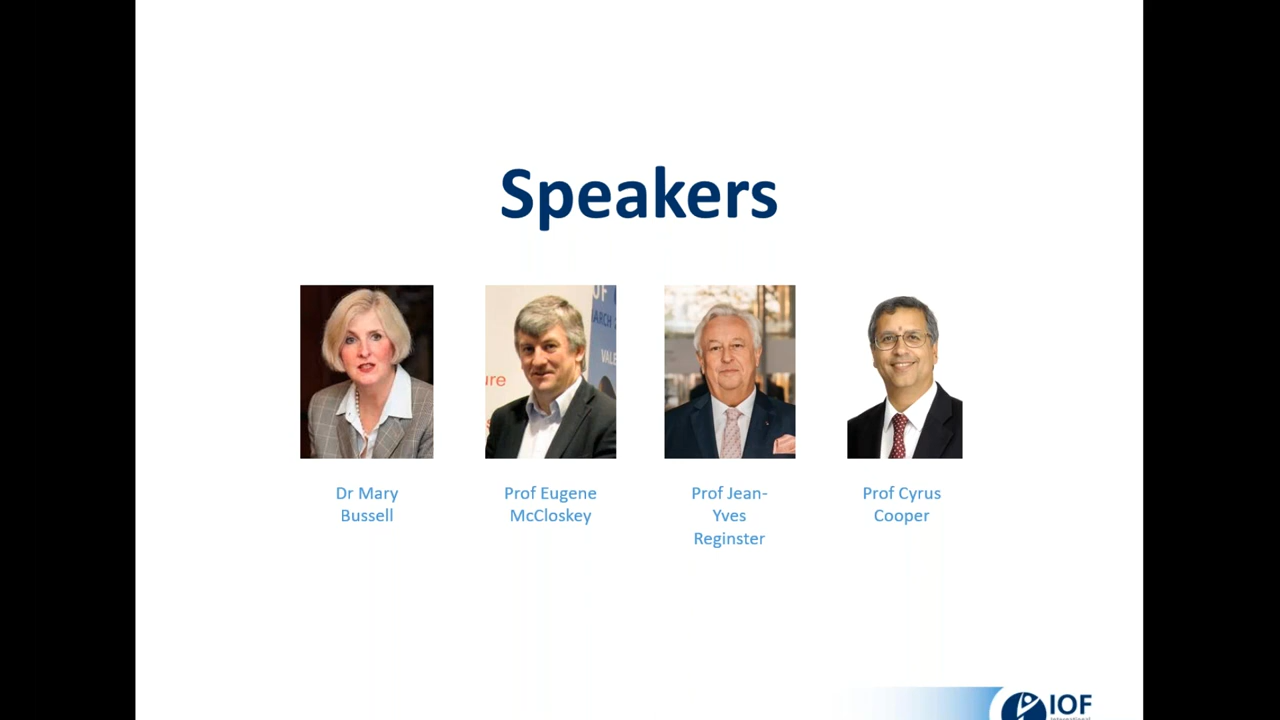 Speakers
Dr Mary
Bussell
Prof Eugene
McCloskey
Prof Jean-
Yves
Reginster
Prof Cyrus
Cooper
IOF